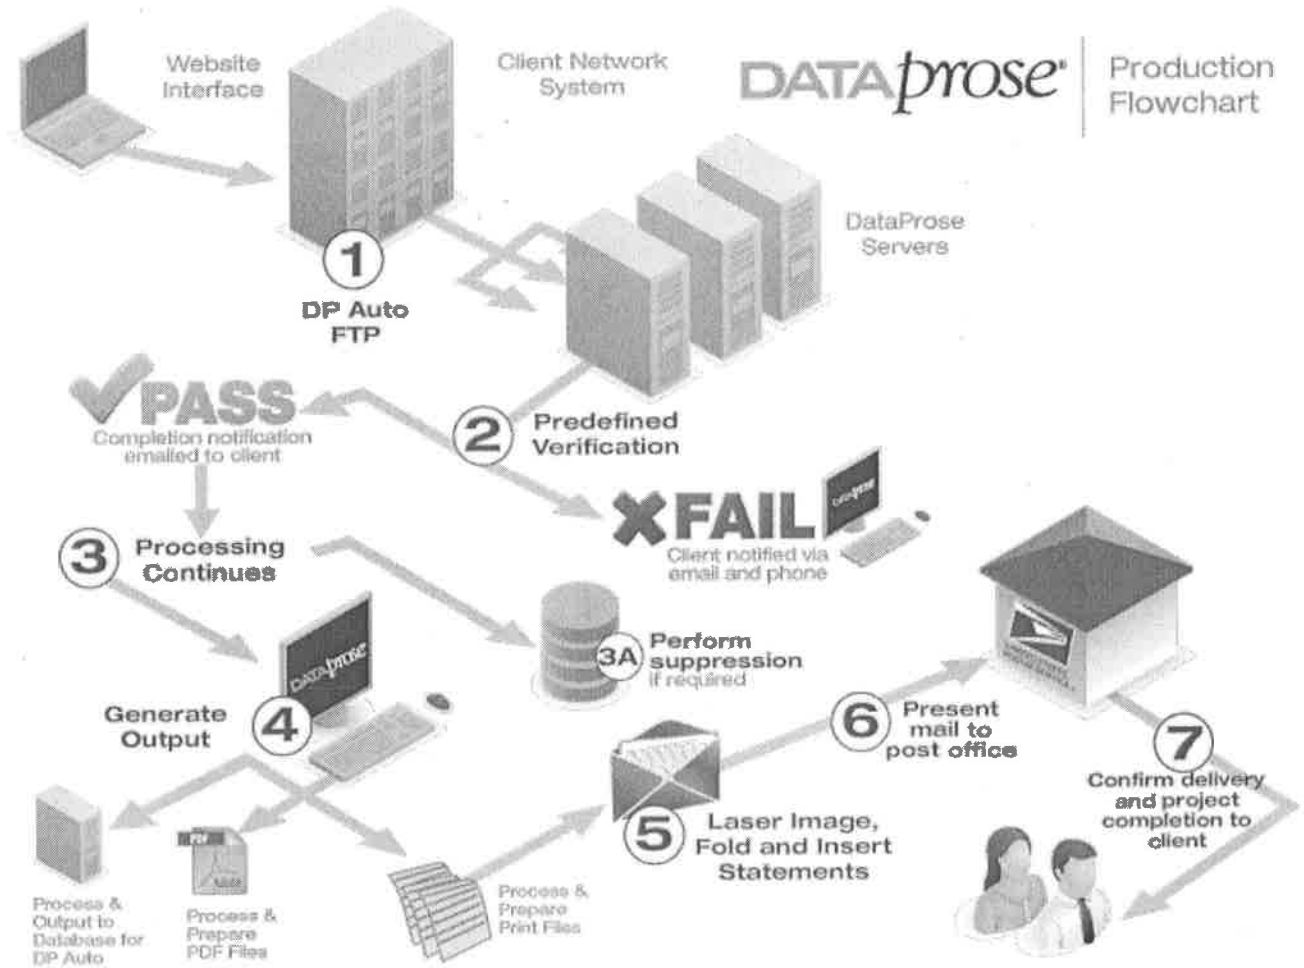 Website
Interface
Client Network
System
DATAprose®
Production
Flowchart
DataProse
Servers
1
DP Auto
FTP
PASS
Completion notification
emailed to client
2
Predefined
Verification
FAIL
Client notified via
email and phone
DATAprose
3
Processing
Continues
DATAprose
3A
Perform
suppression
if required
4
Generate
Output
5
Laser Image,
Fold and Insert
Statements
6
Present
mail to
post office
7
Confirm delivery
and project
completion to
client
Process &
Output to
Database for
DP Auto
PDF
Process &
Prepare
PDF Files
Process &
Prepare
Print Files